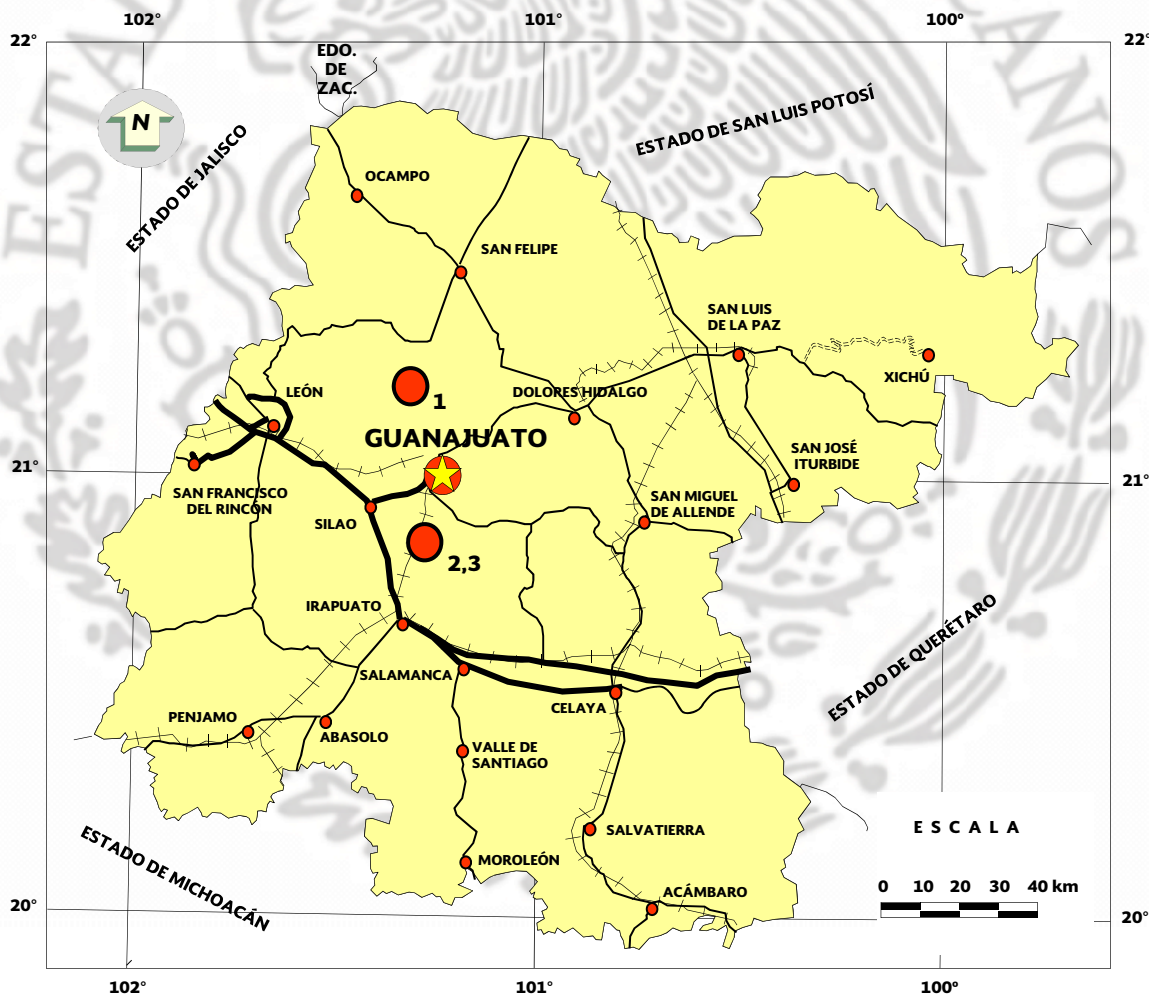 102°
101°
100°
22°
22°
EDO.
DE
ZAC.
N
ESTADO DE SAN LUIS POTOSÍ
ESTADO DE JALISCO
OCAMPO
SAN FELIPE
SAN LUIS
DE LA PAZ
XICHÚ
LEÓN
1
DOLORES HIDALGO
GUANAJUATO
SAN JOSÉ
ITURBIDE
21°
21°
SAN FRANCISCO
DEL RINCÓN
SILAO
SAN MIGUEL
DE ALLENDE
2,3
IRAPUATO
ESTADO DE QUERÉTARO
SALAMANCA
CELAYA
PENJAMO
ABASOLO
VALLE DE
SANTIAGO
ESCALA
SALVATIERRA
ESTADO DE MICHOACÁN
MOROLEÓN
ACÁMBARO
0 10 20 30 40 km
20°
20°
102°
101°
100°